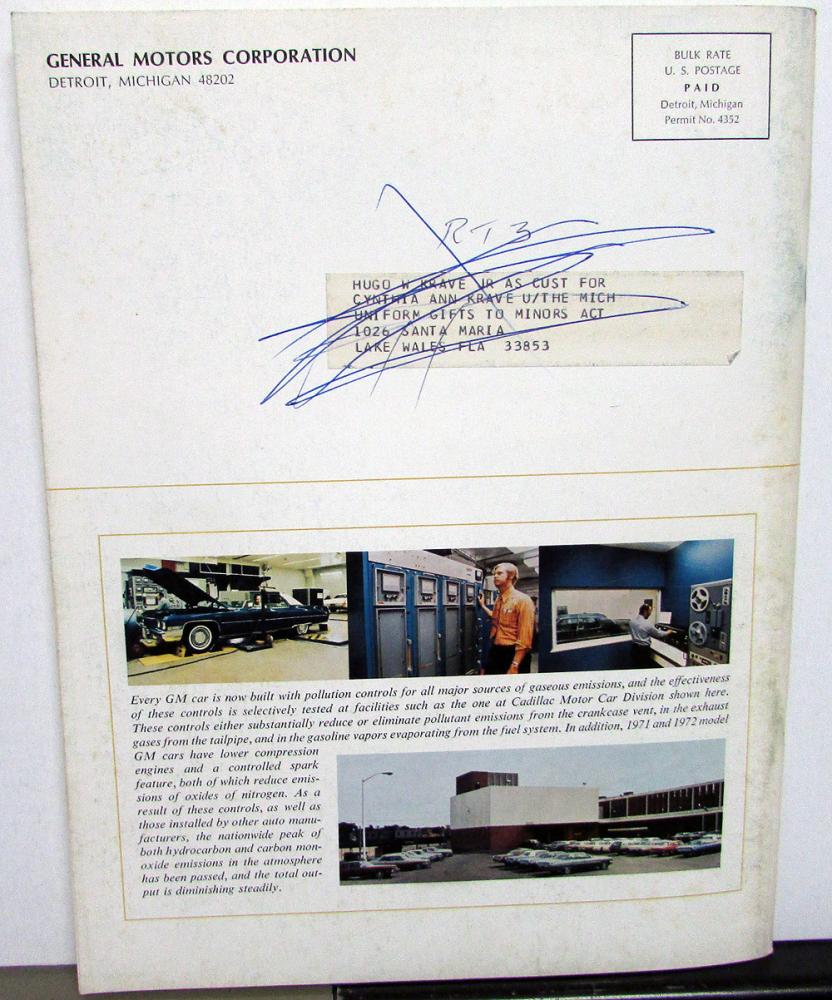 GENERAL MOTORS CORPORATION
DETROIT, MICHIGAN 48202
BULK RATE
U. S. POSTAGE
PAID
Detroit, Michigan
Permit No. 4352
RTS
HUGO W KRAVE JR AS CUST FOR
CYNTHIA ANN KRAVE U/THE MICH
UNIFORM GIFTS TO MINORS ACT
1026 SANTA MARIA
LAKE WALES FLA 33853
Every GM car is now built with pollution controls for all major sources of gaseous emissions, and the effectiveness
of these controls is selectively tested at facilities such as the one at Cadillac Motor Car Division shown here.
These controls either substantially reduce or eliminate pollutant emissions from the crankcase vent, in the exhaust
gases from the tailpipe, and in the gasoline vapors evaporating from the fuel system. In addition, 1971 and 1972 model
GM cars have lower compression
engines and a controlled spark
feature, both of which reduce emis-
sions of oxides of nitrogen. As a
result of these controls, as well as
those installed by other auto manu-
facturers, the nationwide peak of
both hydrocarbon and carbon mon-
oxide emissions in the atmosphere
has been passed, and the total out-
put is diminishing steadily.